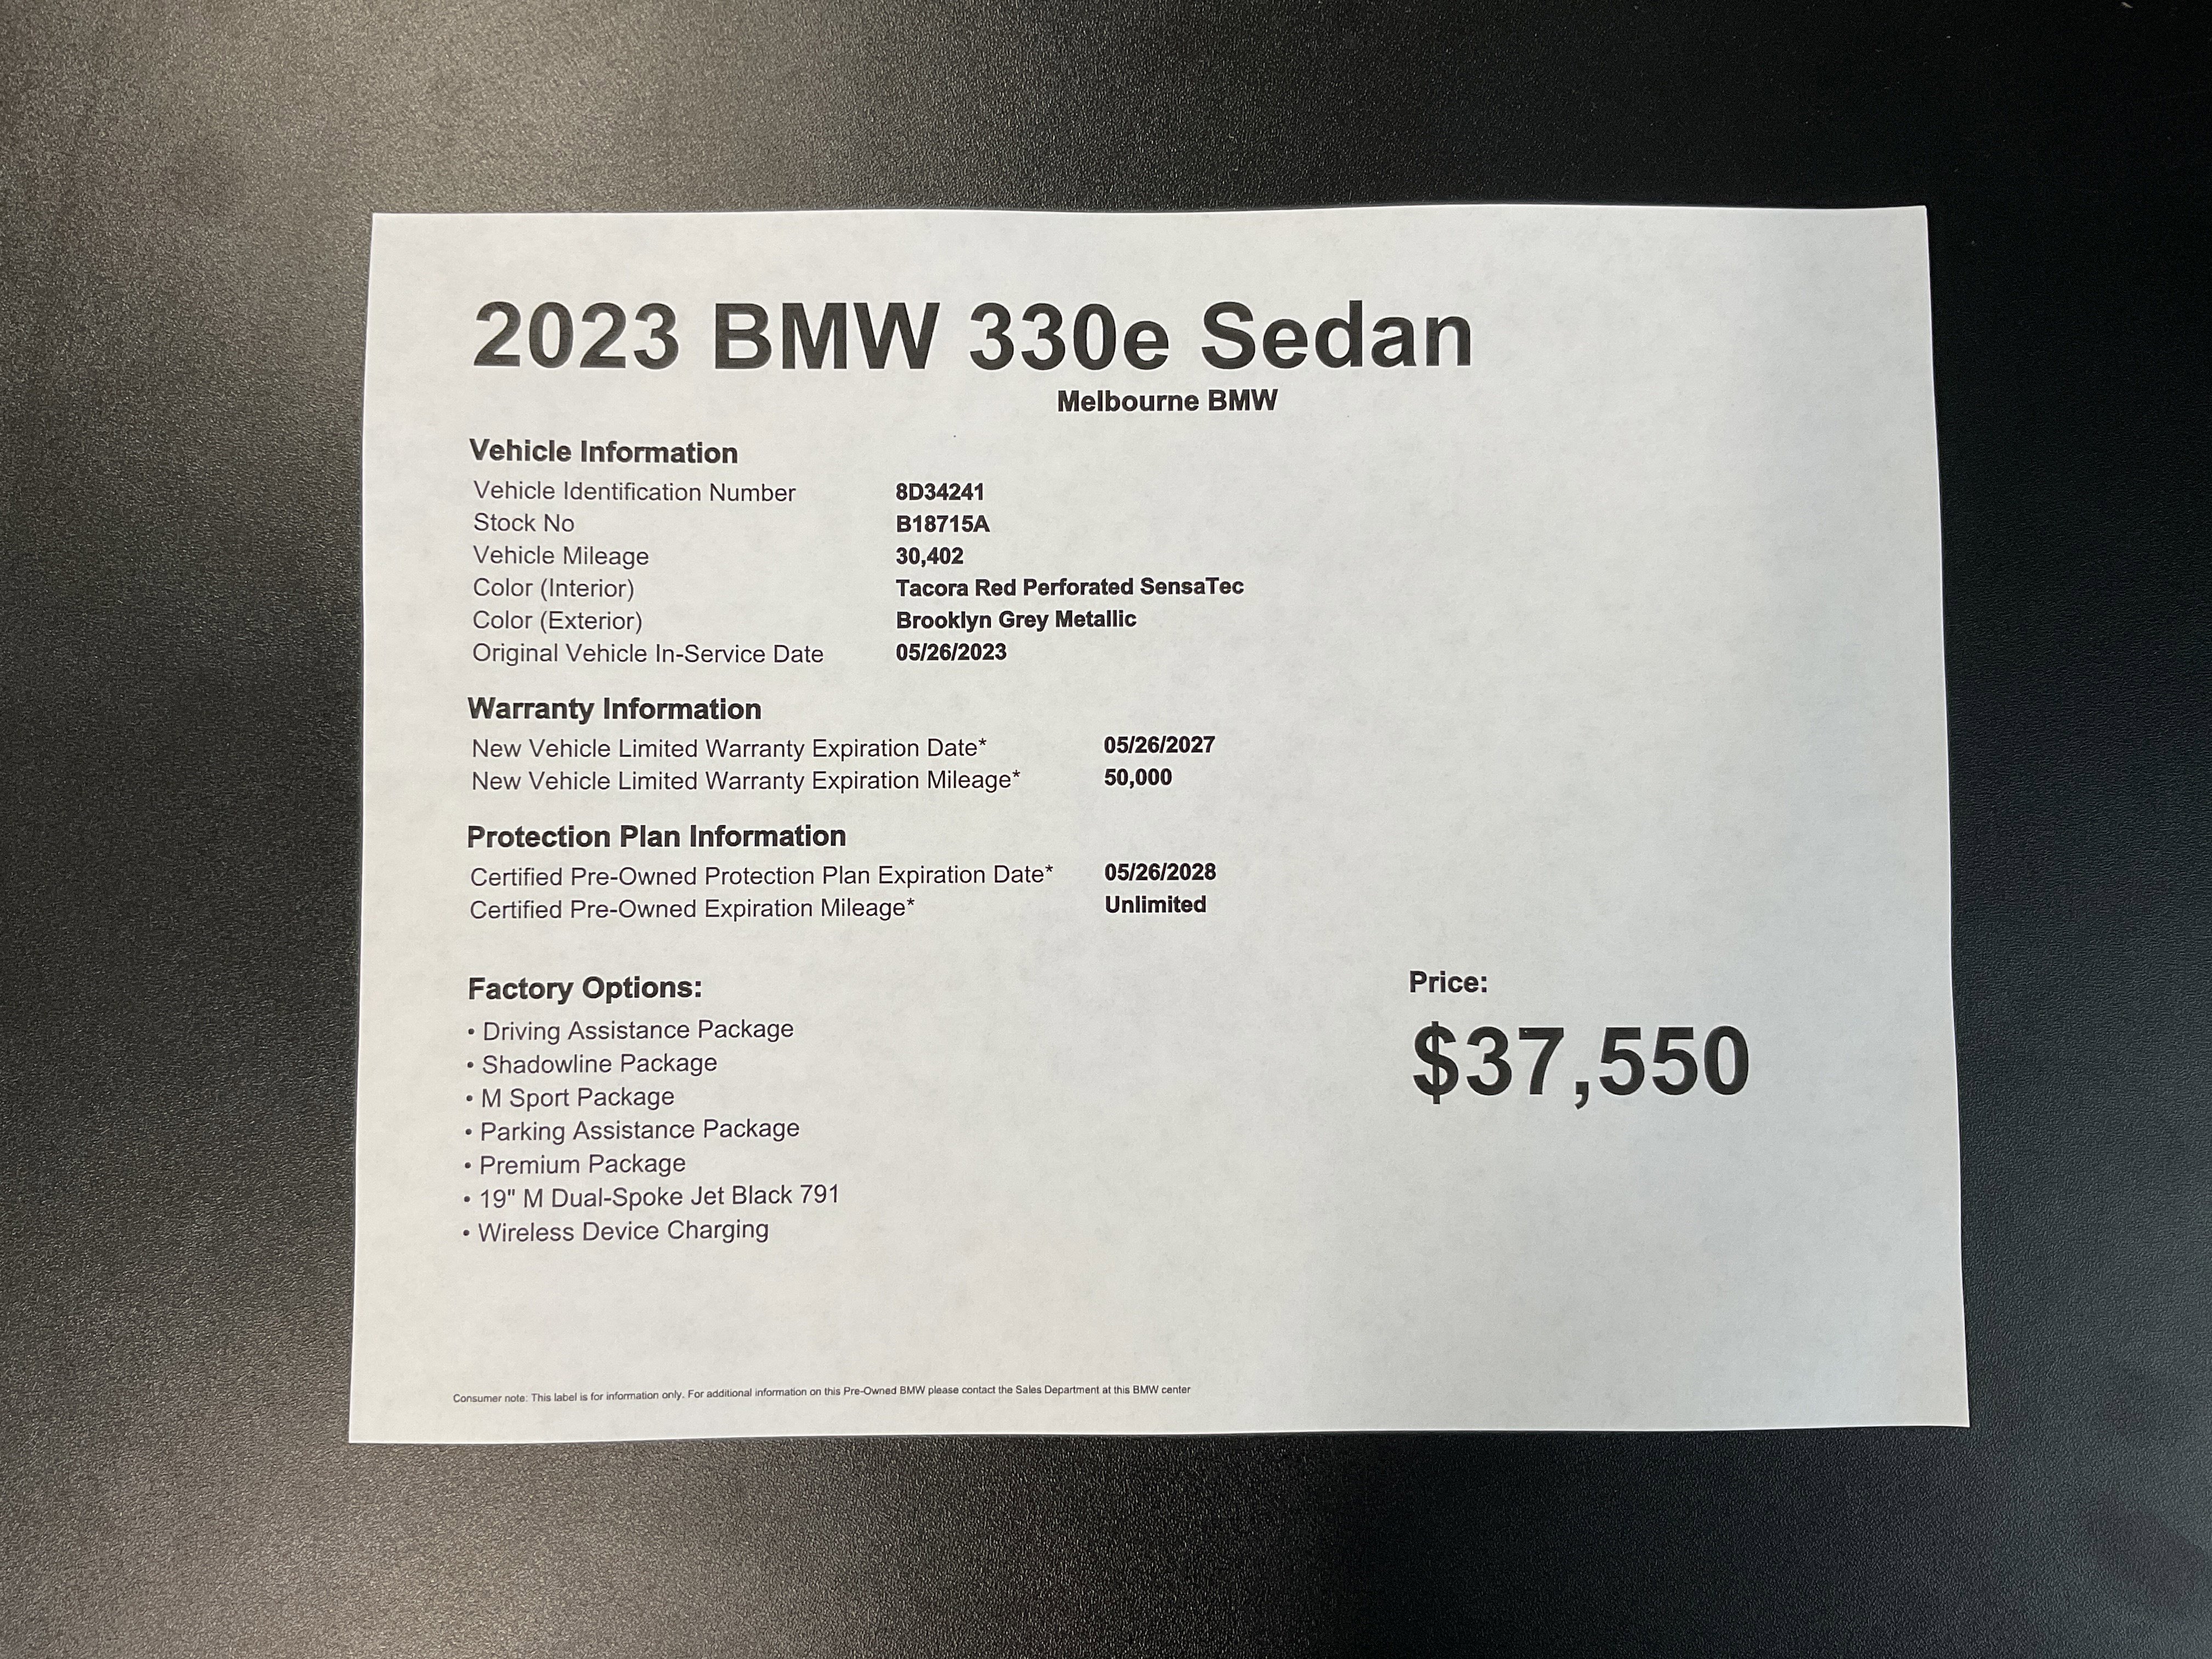 2023 BMW 330e Sedan
Melbourne BMW
Vehicle Information
Vehicle Identification Number 8D34241
Stock No B18715A
Vehicle Mileage 30,402
Color (Interior) Tacora Red Perforated SensaTec
Color (Exterior) Brooklyn Grey Metallic
Original Vehicle In-Service Date 05/26/2023
Warranty Information
New Vehicle Limited Warranty Expiration Date* 05/26/2027
New Vehicle Limited Warranty Expiration Mileage* 50,000
Protection Plan Information
Certified Pre-Owned Protection Plan Expiration Date* 05/26/2028
Certified Pre-Owned Expiration Mileage* Unlimited
Factory Options:
• Driving Assistance Package
• Shadowline Package
• M Sport Package
• Parking Assistance Package
• Premium Package
• 19" M Dual-Spoke Jet Black 791
• Wireless Device Charging
Price:
$37,550
Consumer note: This label is for information only. For additional information on this Pre-Owned BMW please contact the Sales Department at this BMW center